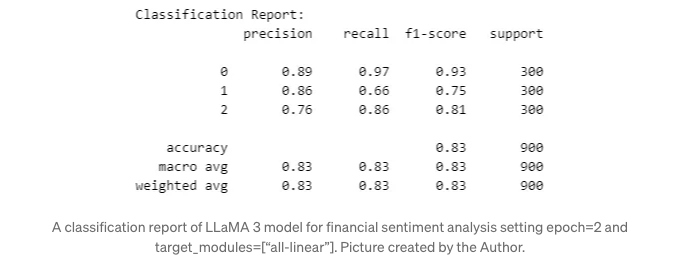 Classification Report:
precision recall f1-score support
0 0.89 0.97 0.93 300
1 0.86 0.66 0.75 300
2 0.76 0.86 0.81 300
accuracy 0.83 900
macro avg 0.83 0.83 0.83 900
weighted avg 0.83 0.83 0.83 900
A classification report of LLaMA 3 model for financial sentiment analysis setting epoch=2 and
target_modules=[“all-linear”]. Picture created by the Author.